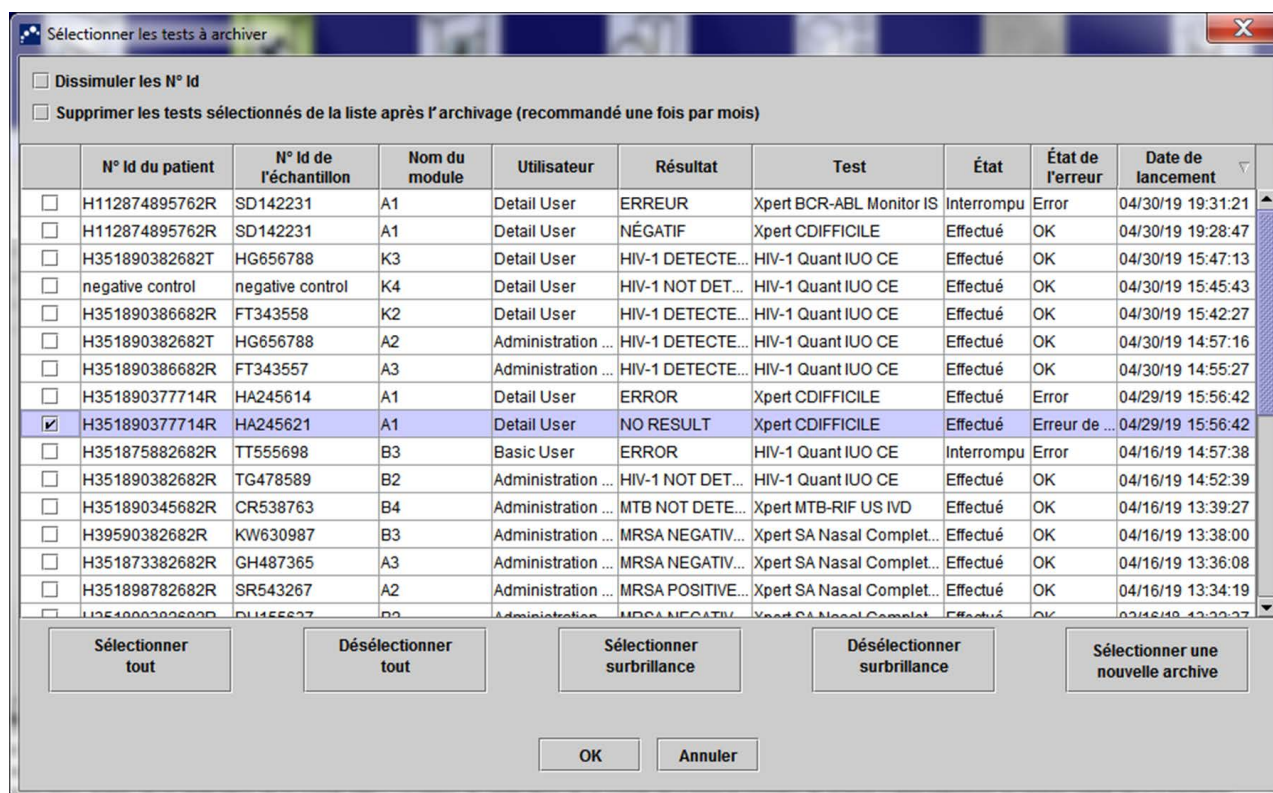 Sélectionner les tests à archiver
Dissimuler les N° Id
Supprimer les tests sélectionnés de la liste après l'archivage (recommandé une fois par mois)
N° Id du patient N° Id de l'échantillon Nom du module Utilisateur Résultat Test État État de l'erreur Date de lancement
H112874895762R SD142231 A1 Detail User ERREUR Xpert BCR-ABL Monitor IS Interrompu Error 04/30/19 19:31:21
H112874895762R SD142231 A1 Detail User NÉGATIF Xpert CDIFFICILE Effectué OK 04/30/19 19:28:47
H351890382682T HG656788 K3 Detail User HIV-1 DETECTE... HIV-1 Quant IUO CE Effectué OK 04/30/19 15:47:13
negative control negative control K4 Detail User HIV-1 NOT DET... HIV-1 Quant IUO CE Effectué OK 04/30/19 15:45:43
H351890386682R FT343558 K2 Detail User HIV-1 DETECTE... HIV-1 Quant IUO CE Effectué OK 04/30/19 15:42:27
H351890382682T HG656788 A2 Administration ... HIV-1 DETECTE... HIV-1 Quant IUO CE Effectué OK 04/30/19 14:57:16
H351890386682R FT343557 A3 Administration ... HIV-1 DETECTE... HIV-1 Quant IUO CE Effectué OK 04/30/19 14:55:27
H351890377714R HA245614 A1 Detail User ERROR Xpert CDIFFICILE Effectué Error 04/29/19 15:56:42
H351890377714R HA245621 A1 Detail User NO RESULT Xpert CDIFFICILE Effectué Erreur de ... 04/29/19 15:56:42
H351875882682R TT555698 B3 Basic User ERROR HIV-1 Quant IUO CE Interrompu Error 04/16/19 14:57:38
H351890382682R TG478589 B2 Administration ... HIV-1 NOT DET... HIV-1 Quant IUO CE Effectué OK 04/16/19 14:52:39
H351890345682R CR538763 B4 Administration ... MTB NOT DETE... Xpert MTB-RIF US IVD Effectué OK 04/16/19 13:39:27
H39590382682R KW630987 B3 Administration ... MRSA NEGATIV... Xpert SA Nasal Complet... Effectué OK 04/16/19 13:38:00
H351873382682R GH487365 A3 Administration ... MRSA NEGATIV... Xpert SA Nasal Complet... Effectué OK 04/16/19 13:36:08
H351898782682R SR543267 A2 Administration ... MRSA POSITIVE... Xpert SA Nasal Complet... Effectué OK 04/16/19 13:34:19
Sélectionner tout Désélectionner tout Sélectionner surbrillance Désélectionner surbrillance Sélectionner une nouvelle archive
OK Annuler